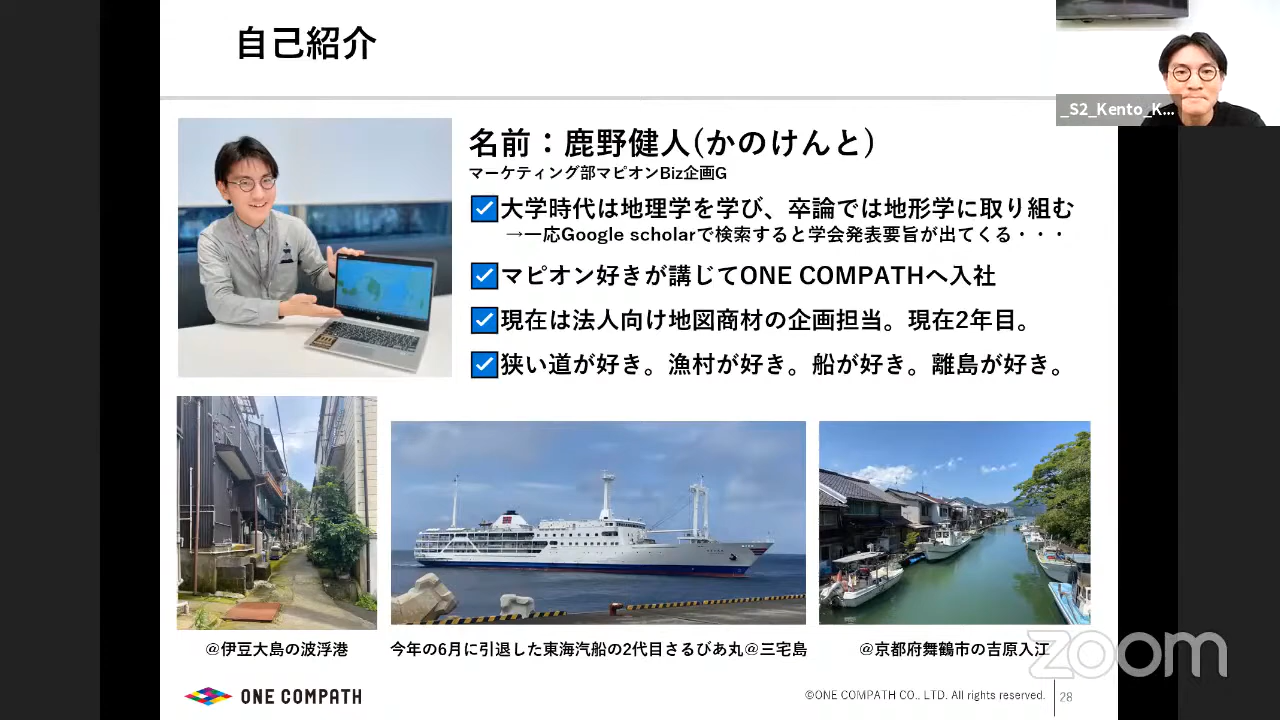 自己紹介
_S2_Kento_K...
名前：鹿野健人(かのけんと)
マーケティング部マピオンBiz企画G
大学時代は地理学を学び、卒論では地形学に取り組む
→一応Google scholarで検索すると学会発表要旨が出てくる・・・
マピオン好きが講じてONE COMPATHへ入社
現在は法人向け地図商材の企画担当。現在2年目。
狭い道が好き。漁村が好き。船が好き。離島が好き。
@伊豆大島の波浮港
今年の6月に引退した東海汽船の2代目さるびあ丸@三宅島
@京都府舞鶴市の吉原入江
zoom
ONE COMPATH
©ONE COMPATH CO., LTD. All rights reserved.
28